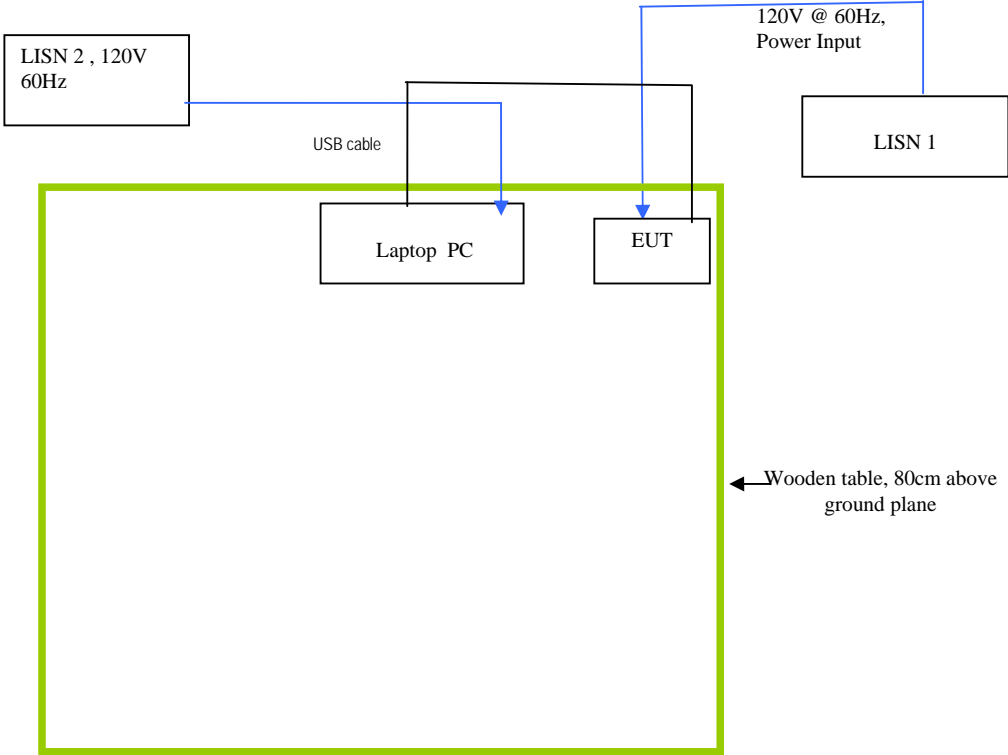 120V @ 60Hz,
Power Input
LISN 2 , 120V
60Hz
LISN 1
USB cable
Laptop PC
EUT
Wooden table, 80cm above
ground plane